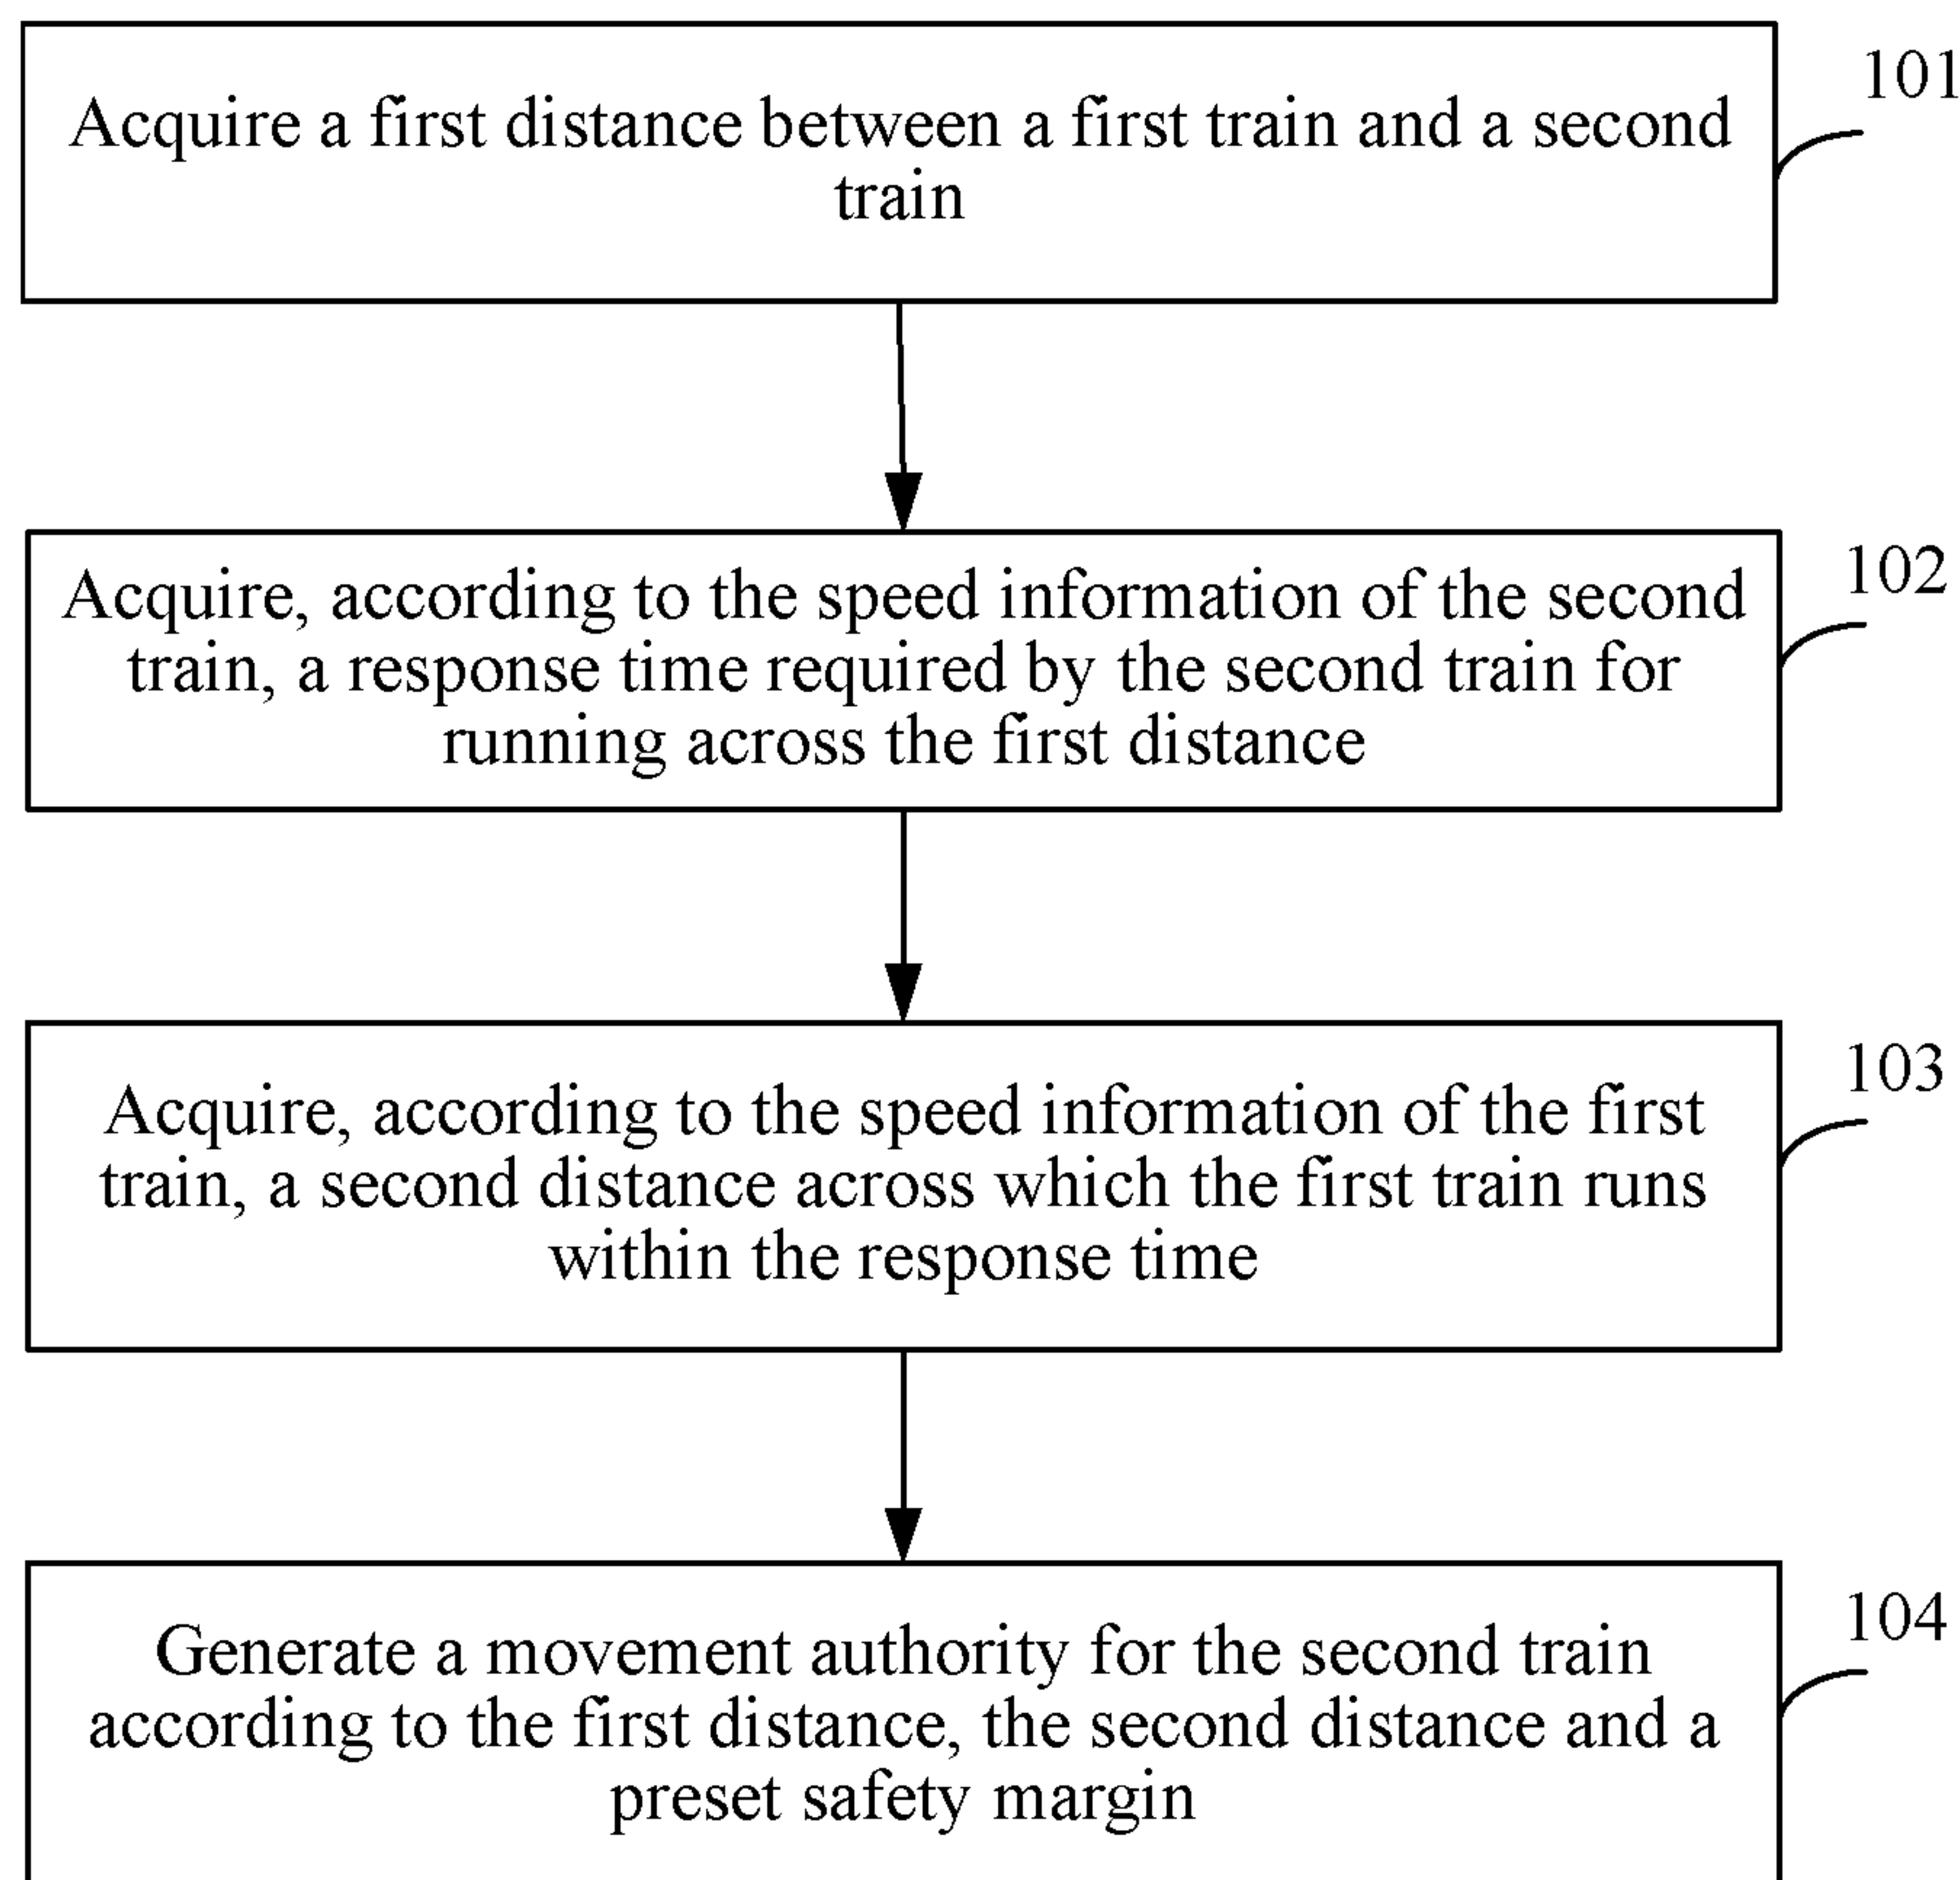 101
Acquire a first distance between a first train and a second
train
102
Acquire, according to the speed information of the second
train, a response time required by the second train for
running across the first distance
103
Acquire, according to the speed information of the first
train, a second distance across which the first train runs
within the response time
104
Generate a movement authority for the second train
according to the first distance, the second distance and a
preset safety margin